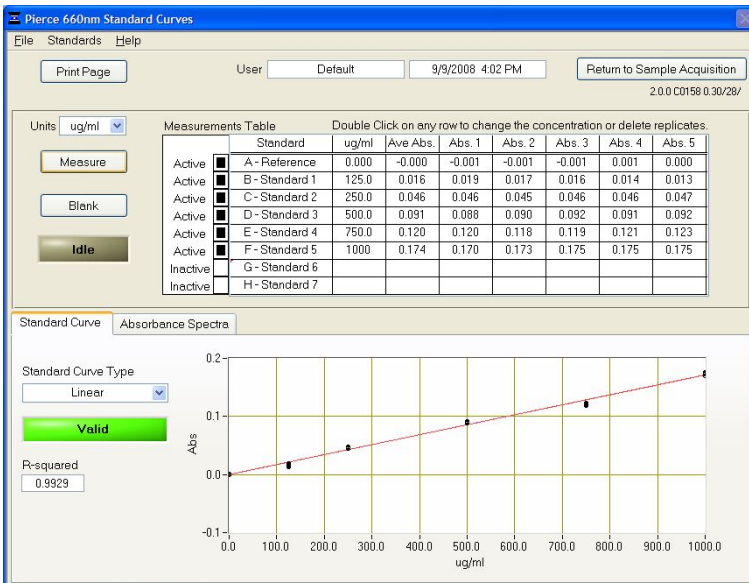 Pierce 660nm Standard Curves
File Standards Help
Print Page User Default 9/9/2008 4:02 PM Return to Sample Acquisition
2.0.0 C0158 0.30/28/
Units ug/ml Measurements Table Double Click on any row to change the concentration or delete replicates.
Standard ug/ml Ave Abs. Abs. 1 Abs. 2 Abs. 3 Abs. 4 Abs. 5
Active A - Reference 0.000 -0.000 -0.001 -0.001 -0.001 0.001 0.000
Measure Active B - Standard 1 125.0 0.016 0.019 0.017 0.016 0.014 0.013
Active C - Standard 2 250.0 0.046 0.046 0.045 0.046 0.046 0.047
Blank Active D - Standard 3 500.0 0.091 0.088 0.090 0.092 0.091 0.092
Active E - Standard 4 750.0 0.120 0.120 0.118 0.119 0.121 0.123
Idle Active F - Standard 5 1000 0.174 0.170 0.173 0.175 0.175 0.175
Inactive G - Standard 6
Inactive H - Standard 7
Standard Curve Absorbance Spectra
Standard Curve Type
Linear
Valid
R-squared
0.9929
Abs
0.2
0.1
0.0
-0.1
0.0 100.0 200.0 300.0 400.0 500.0 600.0 700.0 800.0 900.0 1000.0
ug/ml